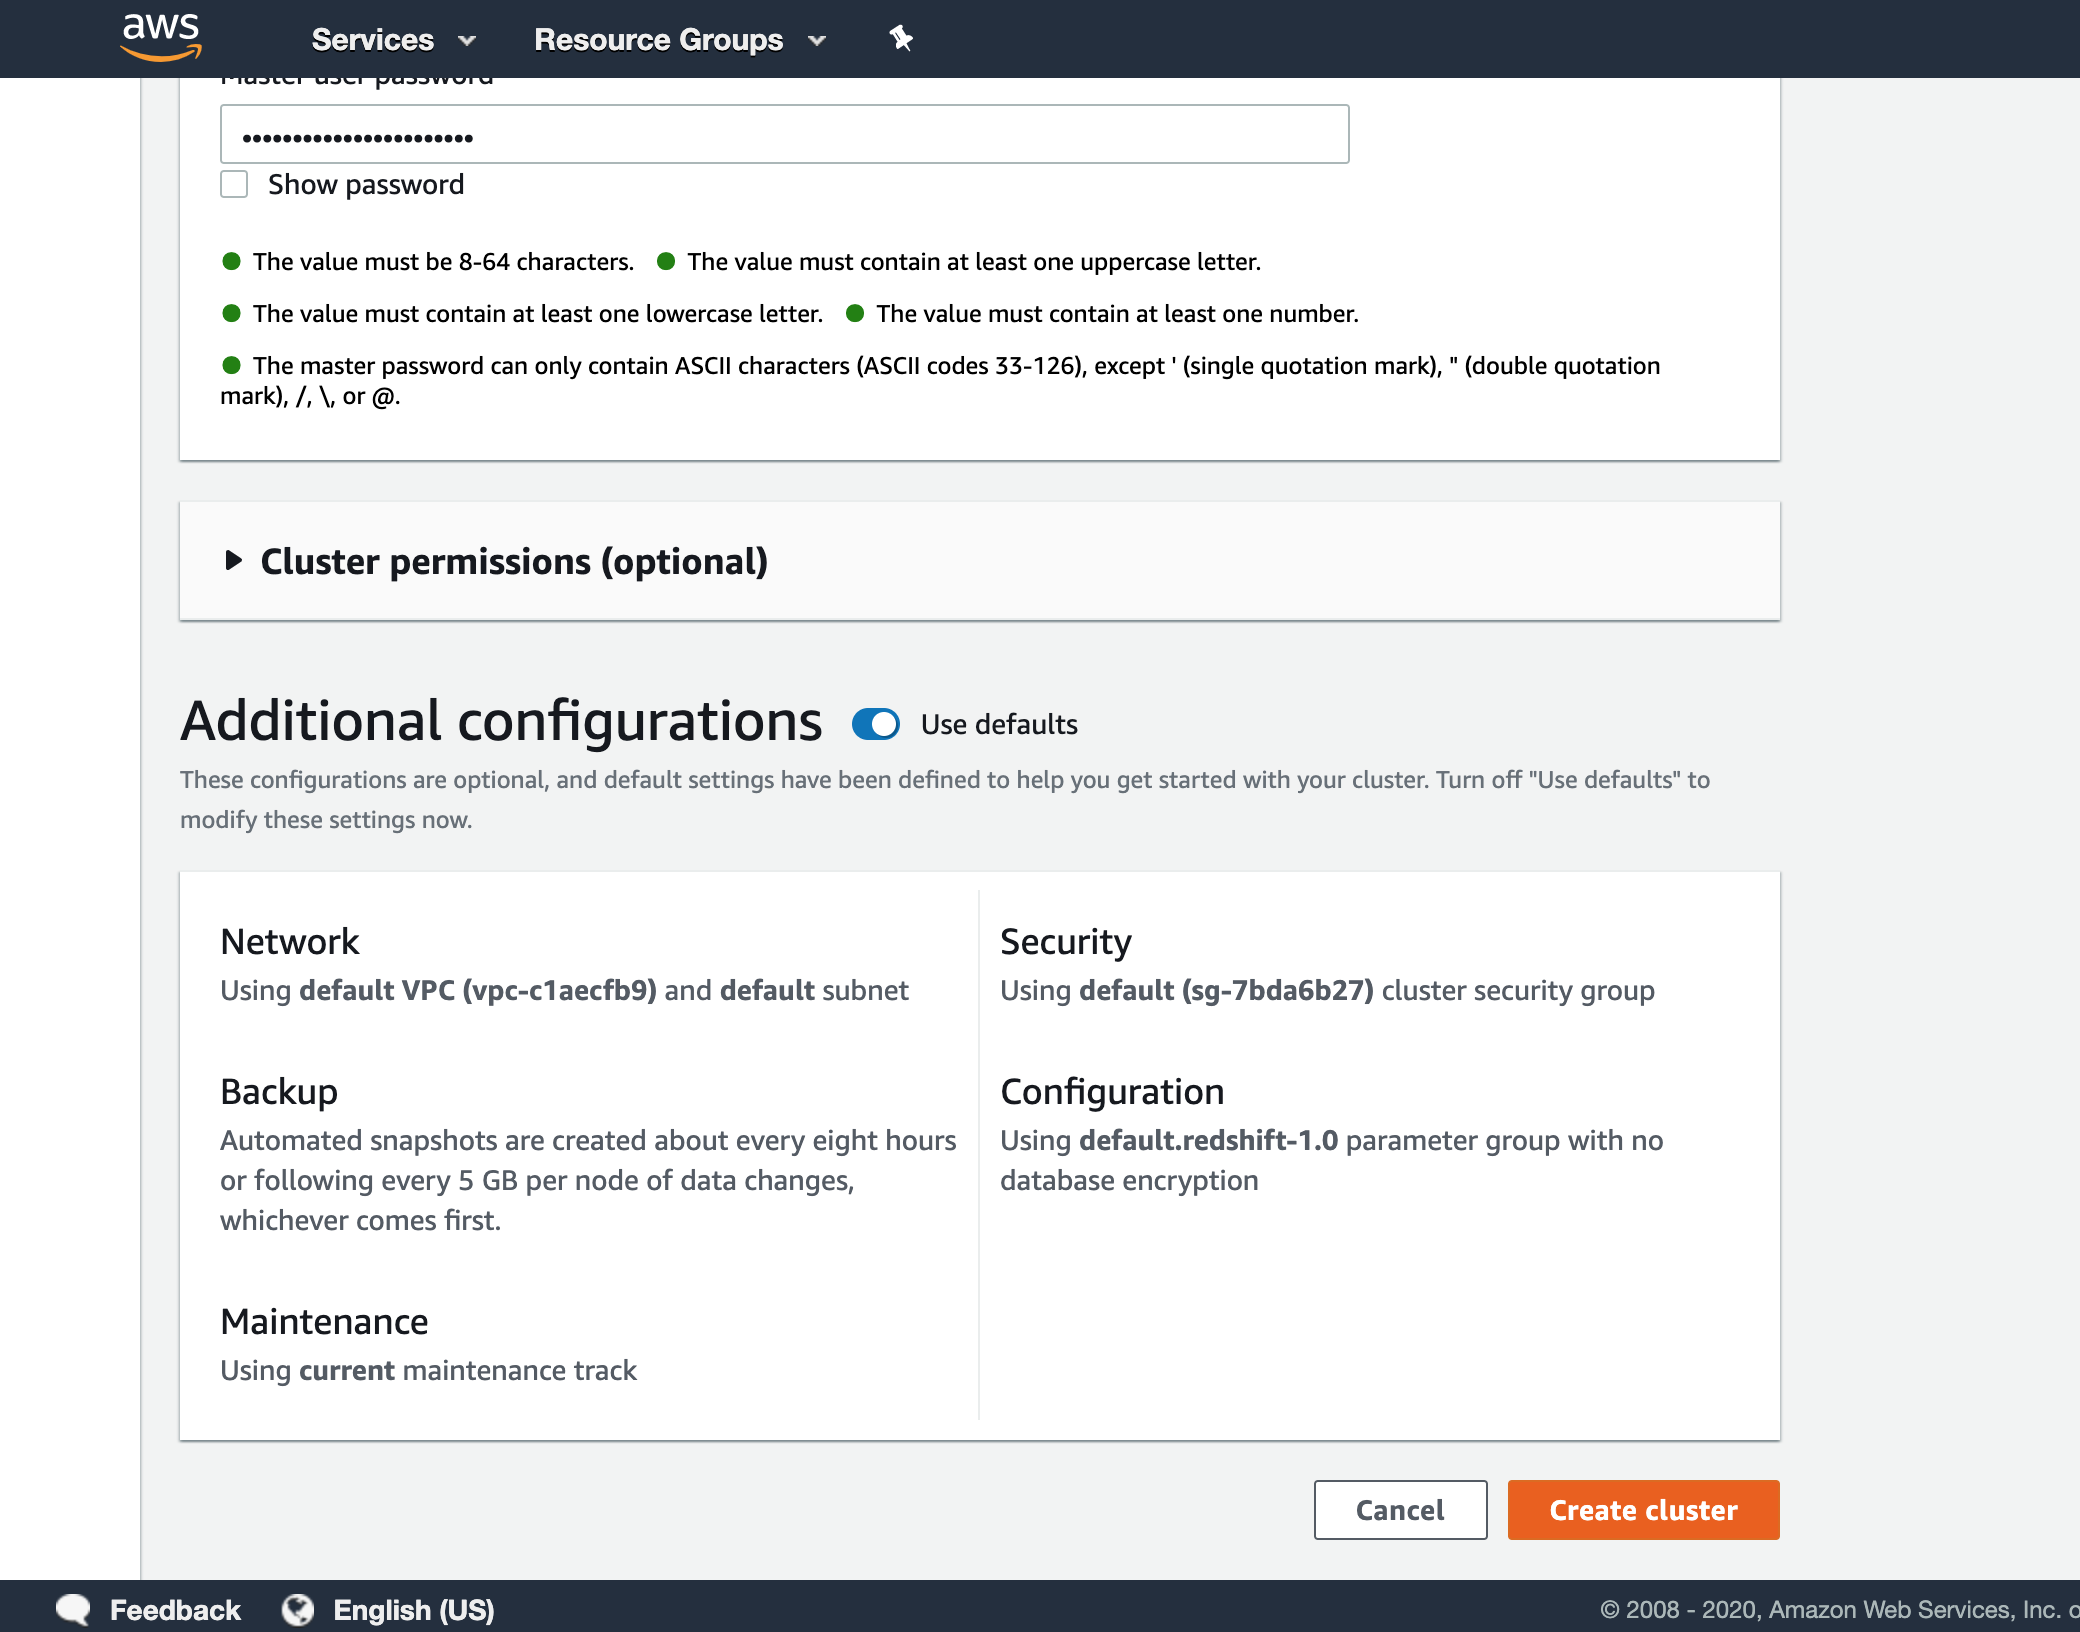 aws
Services
Resource Groups
Master user password
•••••••••••••••••••••••
Show password
The value must be 8-64 characters.
The value must contain at least one uppercase letter.
The value must contain at least one lowercase letter.
The value must contain at least one number.
The master password can only contain ASCII characters (ASCII codes 33-126), except ' (single quotation mark), " (double quotation
mark), /, \, or @.
Cluster permissions (optional)
Additional configurations
Use defaults
These configurations are optional, and default settings have been defined to help you get started with your cluster. Turn off "Use defaults" to
modify these settings now.
Network
Using default VPC (vpc-c1aecfb9) and default subnet
Backup
Automated snapshots are created about every eight hours
or following every 5 GB per node of data changes,
whichever comes first.
Maintenance
Using current maintenance track
Security
Using default (sg-7bda6b27) cluster security group
Configuration
Using default.redshift-1.0 parameter group with no
database encryption
Cancel
Create cluster
Feedback
English (US)
© 2008 - 2020, Amazon Web Services, Inc. o